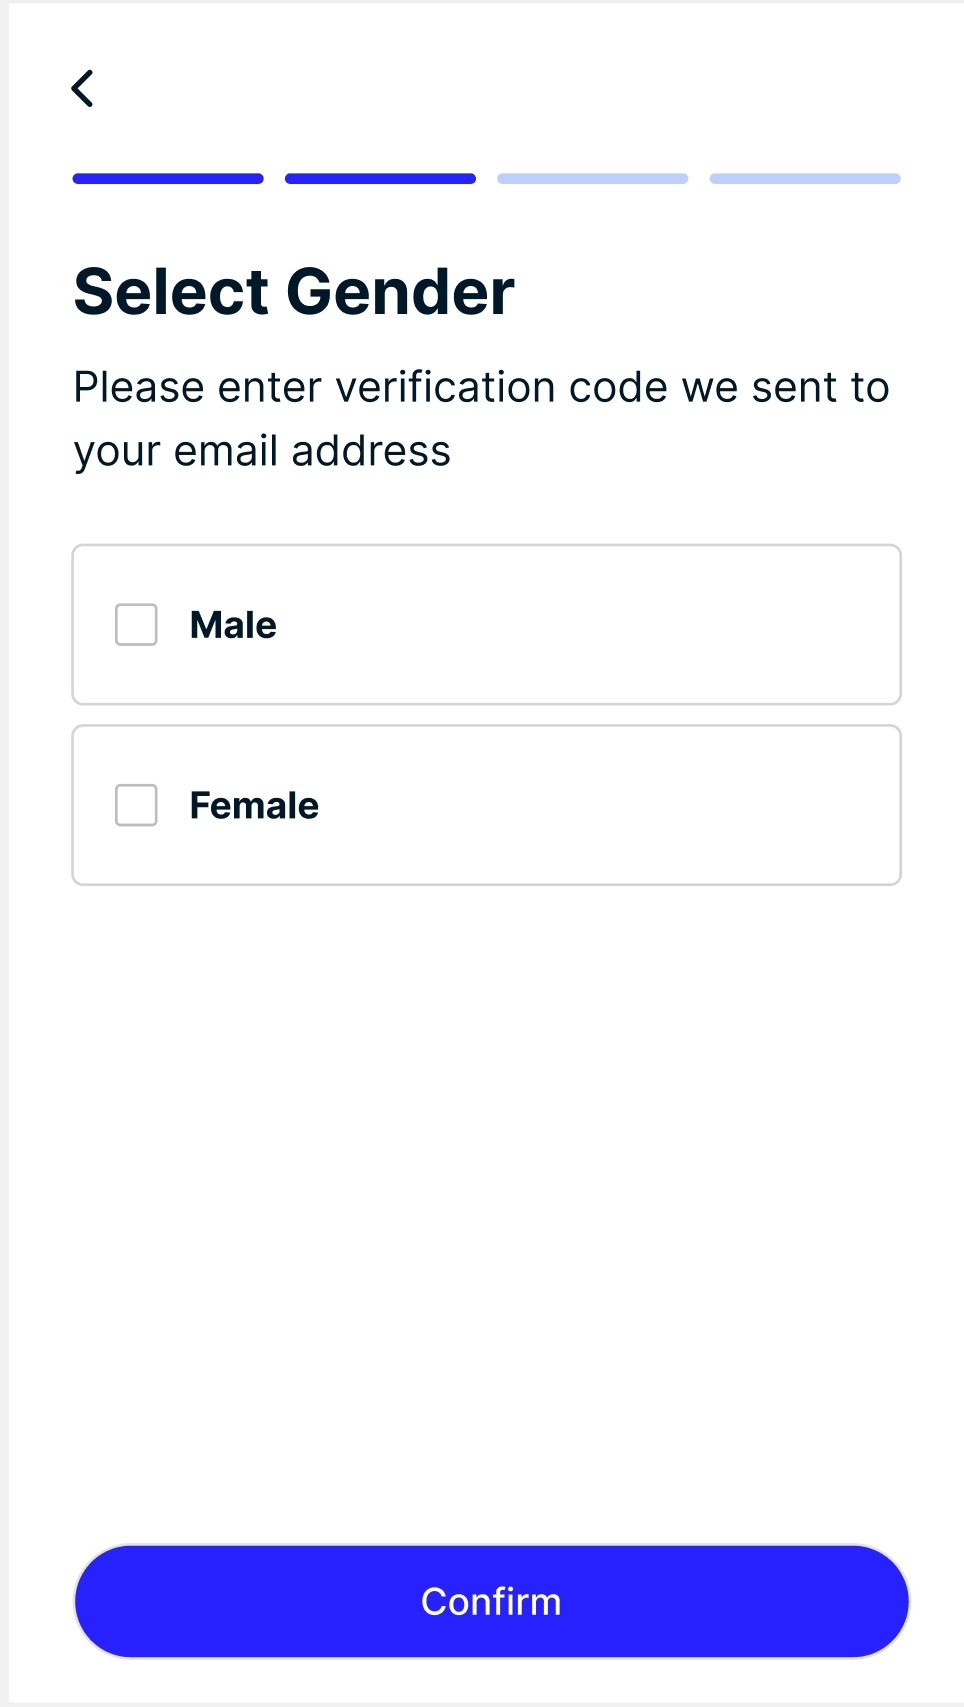 Select Gender
Please enter verification code we sent to
your email address
Male
Female
Confirm